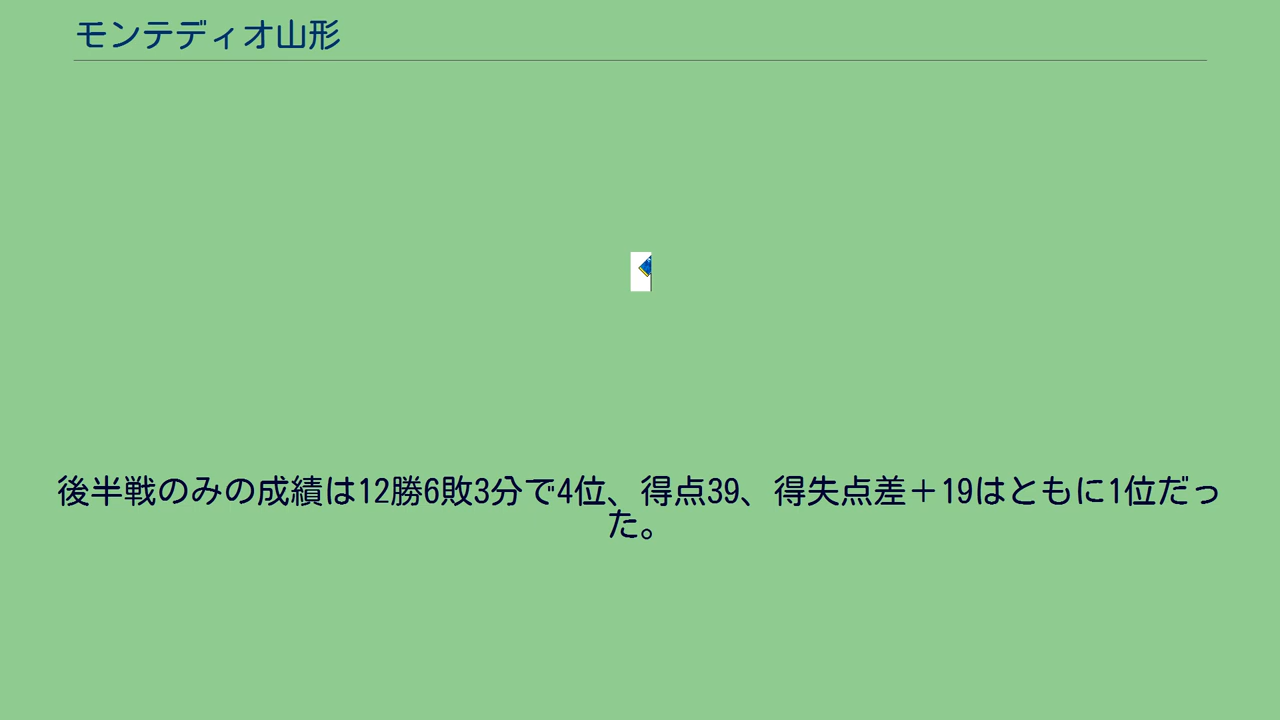 モンテディオ山形
後半戦のみの成績は12勝6敗3分で4位、得点39、得失点差＋19はともに1位だっ
た。